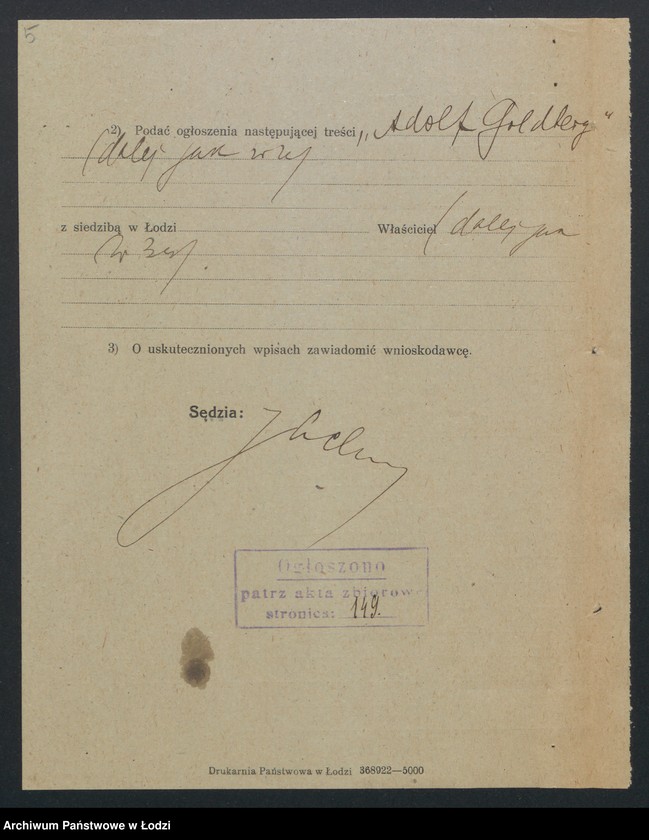 5
2) Podać ogłoszenia następującej treści „Adolf Goldberg”
(dalej jak w
z siedzibą w Łodzi Właściciel (dalej jak
w
3) O uskutecznionych wpisach zawiadomić wnioskodawcę.
Sędzia:
Ogłoszono
patrz akta zbiorowe
stronica: 149.
Drukarnia Państwowa w Łodzi 368922—5000
Archiwum Państwowe w Łodzi